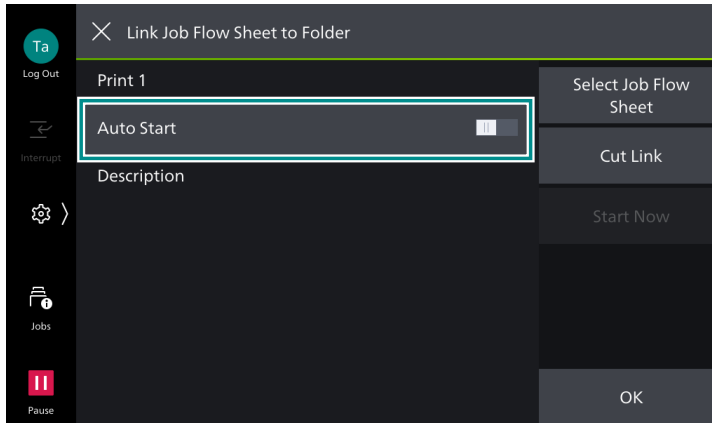 Ta
Log Out
Interrupt
Jobs
Pause
Link Job Flow Sheet to Folder
Print 1
Auto Start
Description
Select Job Flow
Sheet
Cut Link
Start Now
OK